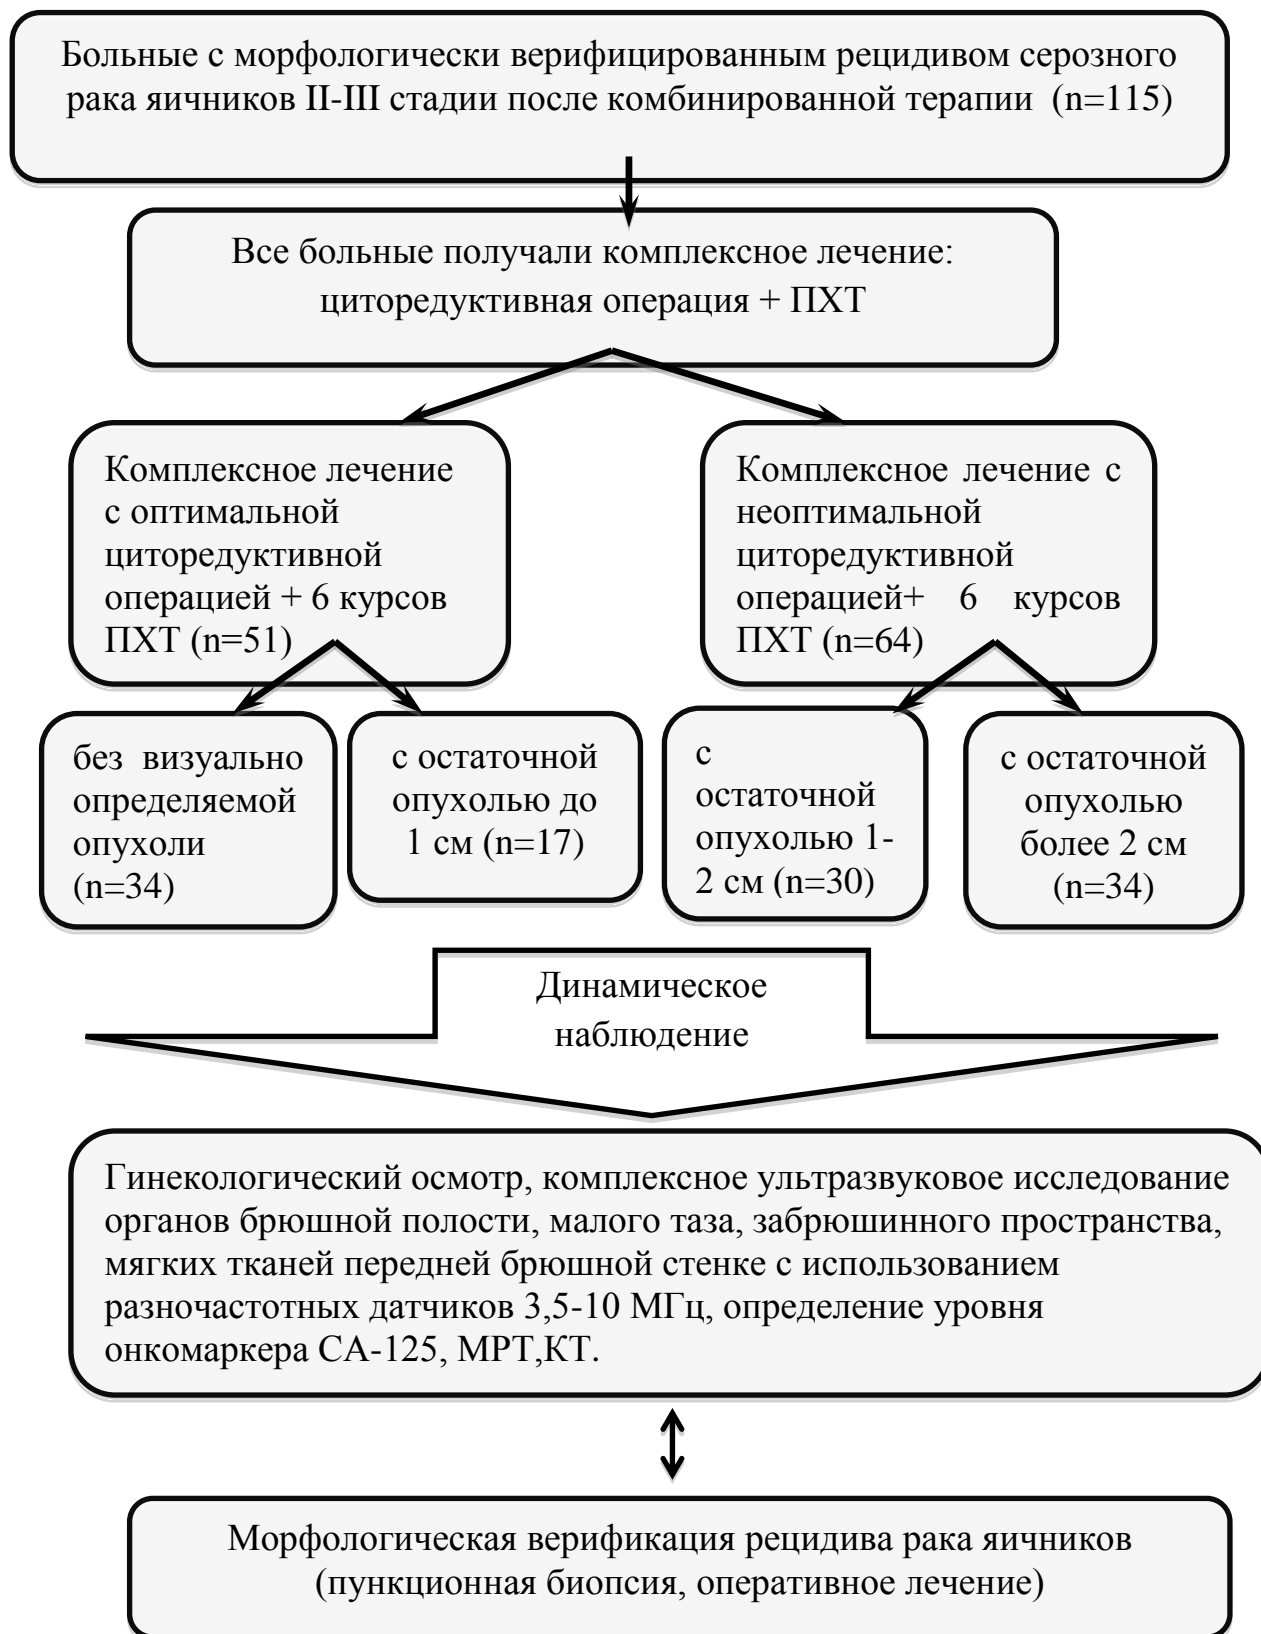 Больные с морфологически верифицированным рецидивом серозного
рака яичников II-III стадии после комбинированной терапии (n=115)
Все больные получали комплексное лечение:
циторедуктивная операция + ПХТ
Комплексное лечение
с оптимальной
циторедуктивной
операцией + 6 курсов
ПХТ (n=51)
Комплексное лечение с
неоптимальной
циторедуктивной
операцией+ 6 курсов
ПХТ (n=64)
без визуально
определяемой
опухоли
(n=34)
с остаточной
опухолью до
1 см (n=17)
с
остаточной
опухолью 1-
2 см (n=30)
с остаточной
опухолью
более 2 см
(n=34)
Динамическое
наблюдение
Гинекологический осмотр, комплексное ультразвуковое исследование
органов брюшной полости, малого таза, забрюшинного пространства,
мягких тканей передней брюшной стенке с использованием
разночастотных датчиков 3,5-10 МГц, определение уровня
онкомаркера СА-125, МРТ,КТ.
Морфологическая верификация рецидива рака яичников
(пункционная биопсия, оперативное лечение)